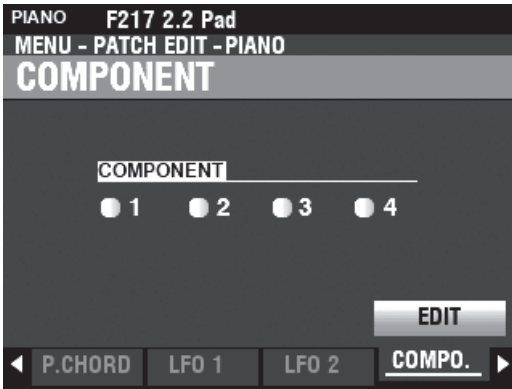 PIANO F217 2.2 Pad
MENU - PATCH EDIT - PIANO
COMPONENT
COMPONENT
1 2 3 4
EDIT
P.CHORD LFO 1 LFO 2 COMPO.